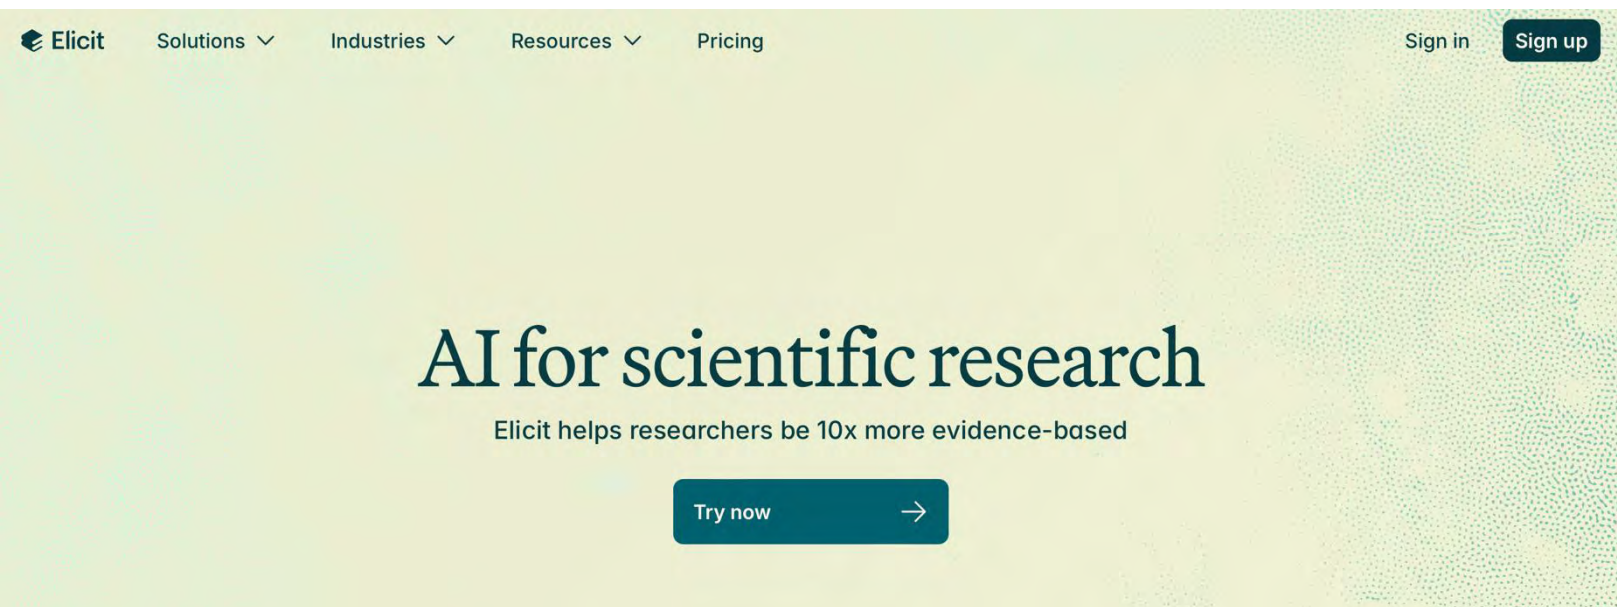 Elicit Solutions Industries Resources Pricing Sign in Sign up
AI for scientific research
Elicit helps researchers be 10x more evidence-based
Try now